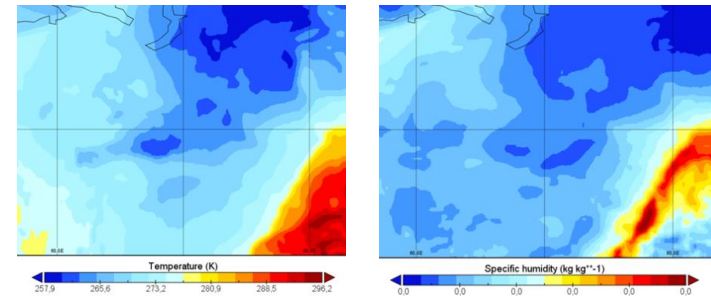 Temperature (K)
257,9 265,6 273,2 280,9 288,5 296,2
Specific humidity (kg kg**-1)
0,0 0,0 0,0 0,0 0,0 0,0